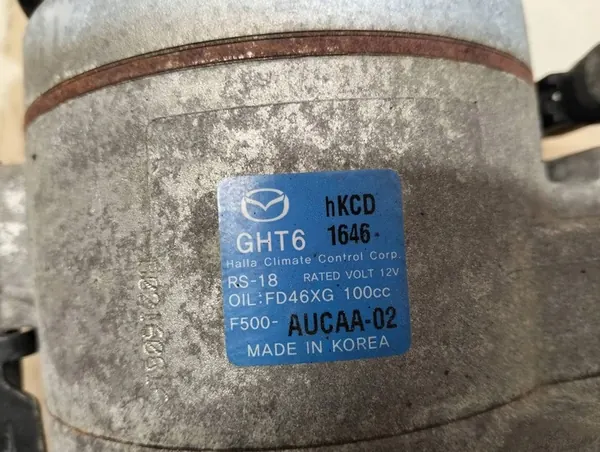 hKCD
GHT6 1646-
Halla Climate Control Corp.
RS-18 RATED VOLT 12V
OIL:FD46XG 100cc
F500- AUCAA-02
MADE IN KOREA